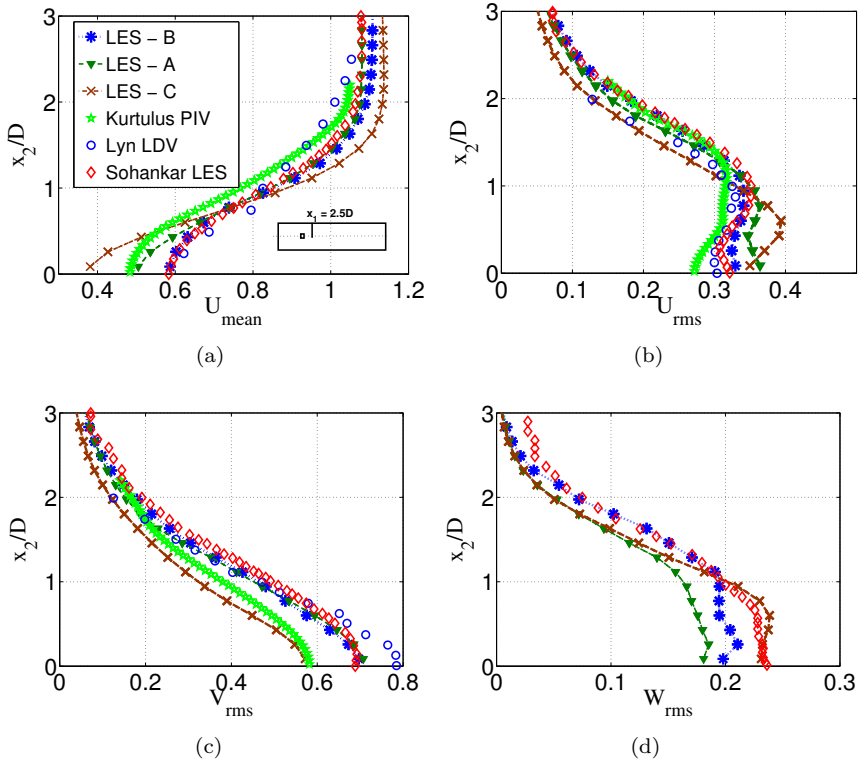 3
2
1
0
x2/D
0.4
0.6
0.8
1
1.2
Umean
LES − B
LES − A
LES − C
Kurtulus PIV
Lyn LDV
Sohankar LES
x1 = 2.5D
(a)
3
2
1
0
x2/D
0
0.1
0.2
0.3
0.4
Urms
(b)
3
2
1
0
x2/D
0
0.2
0.4
0.6
0.8
Vrms
(c)
3
2
1
0
x2/D
0
0.1
0.2
0.3
Wrms
(d)